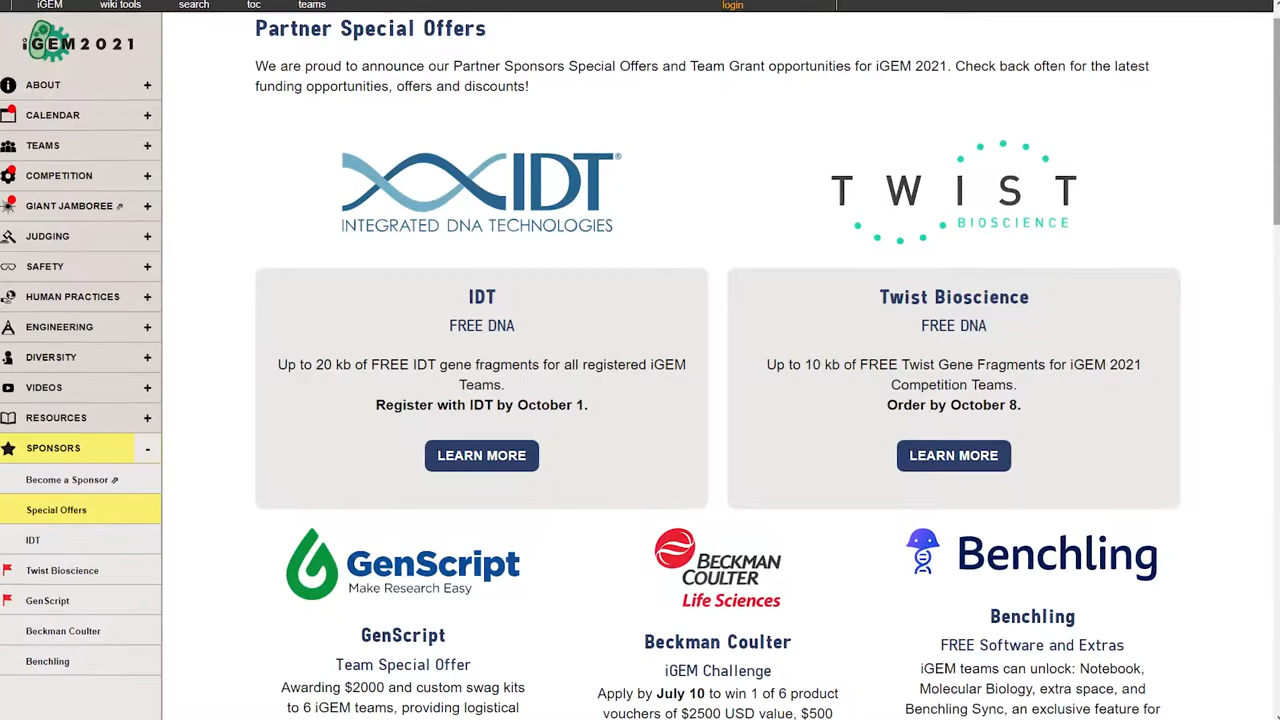 iGEM wiki tools search toc teams login
iGEM2021
ABOUT +
CALENDAR +
TEAMS +
COMPETITION +
GIANT JAMBOREE ⇗ +
JUDGING +
SAFETY +
HUMAN PRACTICES +
ENGINEERING +
DIVERSITY +
VIDEOS +
RESOURCES +
SPONSORS -
Become a Sponsor ⇗
Special Offers
IDT
Twist Bioscience
GenScript
Beckman Coulter
Benchling
Partner Special Offers
We are proud to announce our Partner Sponsors Special Offers and Team Grant opportunities for iGEM 2021. Check back often for the latest
funding opportunities, offers and discounts!
IDT®
INTEGRATED DNA TECHNOLOGIES
TWIST
BIOSCIENCE
IDT
FREE DNA
Up to 20 kb of FREE IDT gene fragments for all registered iGEM
Teams.
Register with IDT by October 1.
LEARN MORE
Twist Bioscience
FREE DNA
Up to 10 kb of FREE Twist Gene Fragments for iGEM 2021
Competition Teams.
Order by October 8.
LEARN MORE
GenScript
Make Research Easy
GenScript
Team Special Offer
Awarding $2000 and custom swag kits
to 6 iGEM teams, providing logistical
BECKMAN
COULTER
Life Sciences
Beckman Coulter
iGEM Challenge
Apply by July 10 to win 1 of 6 product
vouchers of $2500 USD value, $500
Benchling
Benchling
FREE Software and Extras
iGEM teams can unlock: Notebook,
Molecular Biology, extra space, and
Benchling Sync, an exclusive feature for